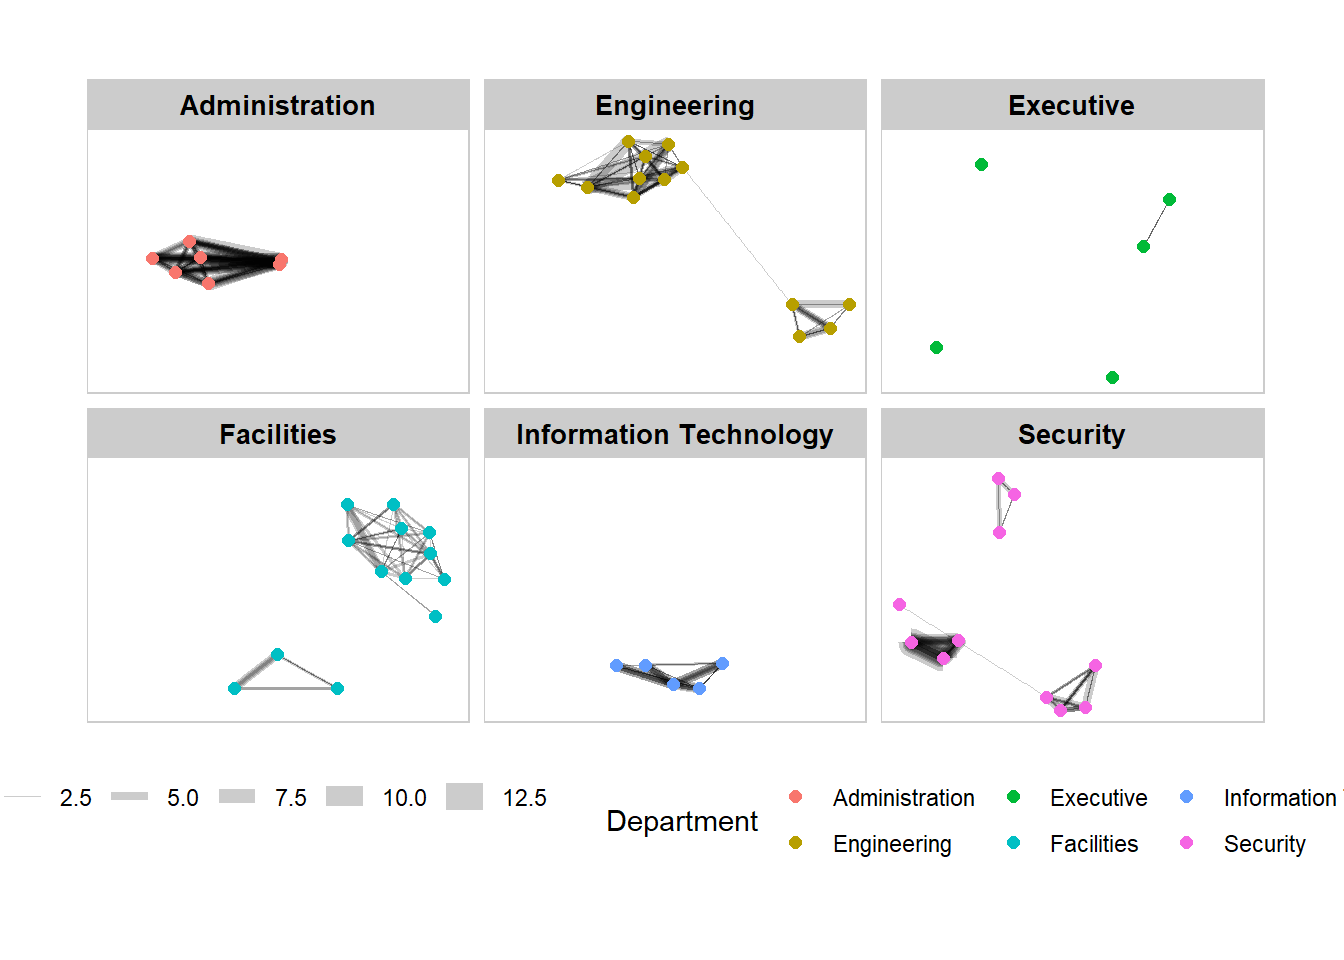 Administration
Engineering
Executive
Facilities
Information Technology
Security
2.5 5.0 7.5 10.0 12.5
Department
Administration Executive Information
Engineering Facilities Security